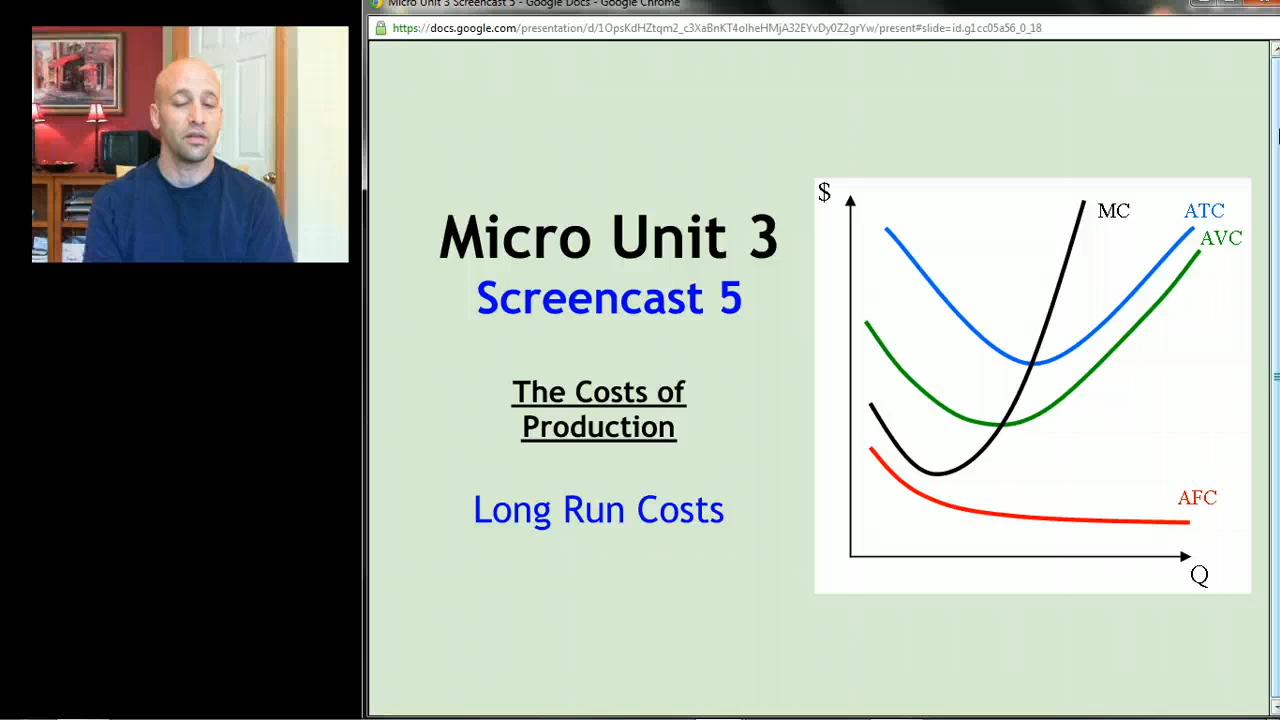 Micro Unit 3 Screencast 5 - Google Docs - Google Chrome
https://docs.google.com/presentation/d/1OpsKdHZtqm2_c3XaBnKT4olheHMjA32EYvDy0Z2grYw/present#slide=id.g1cc05a56_0_18
Micro Unit 3
Screencast 5
The Costs of
Production
Long Run Costs
$
MC
ATC
AVC
AFC
Q